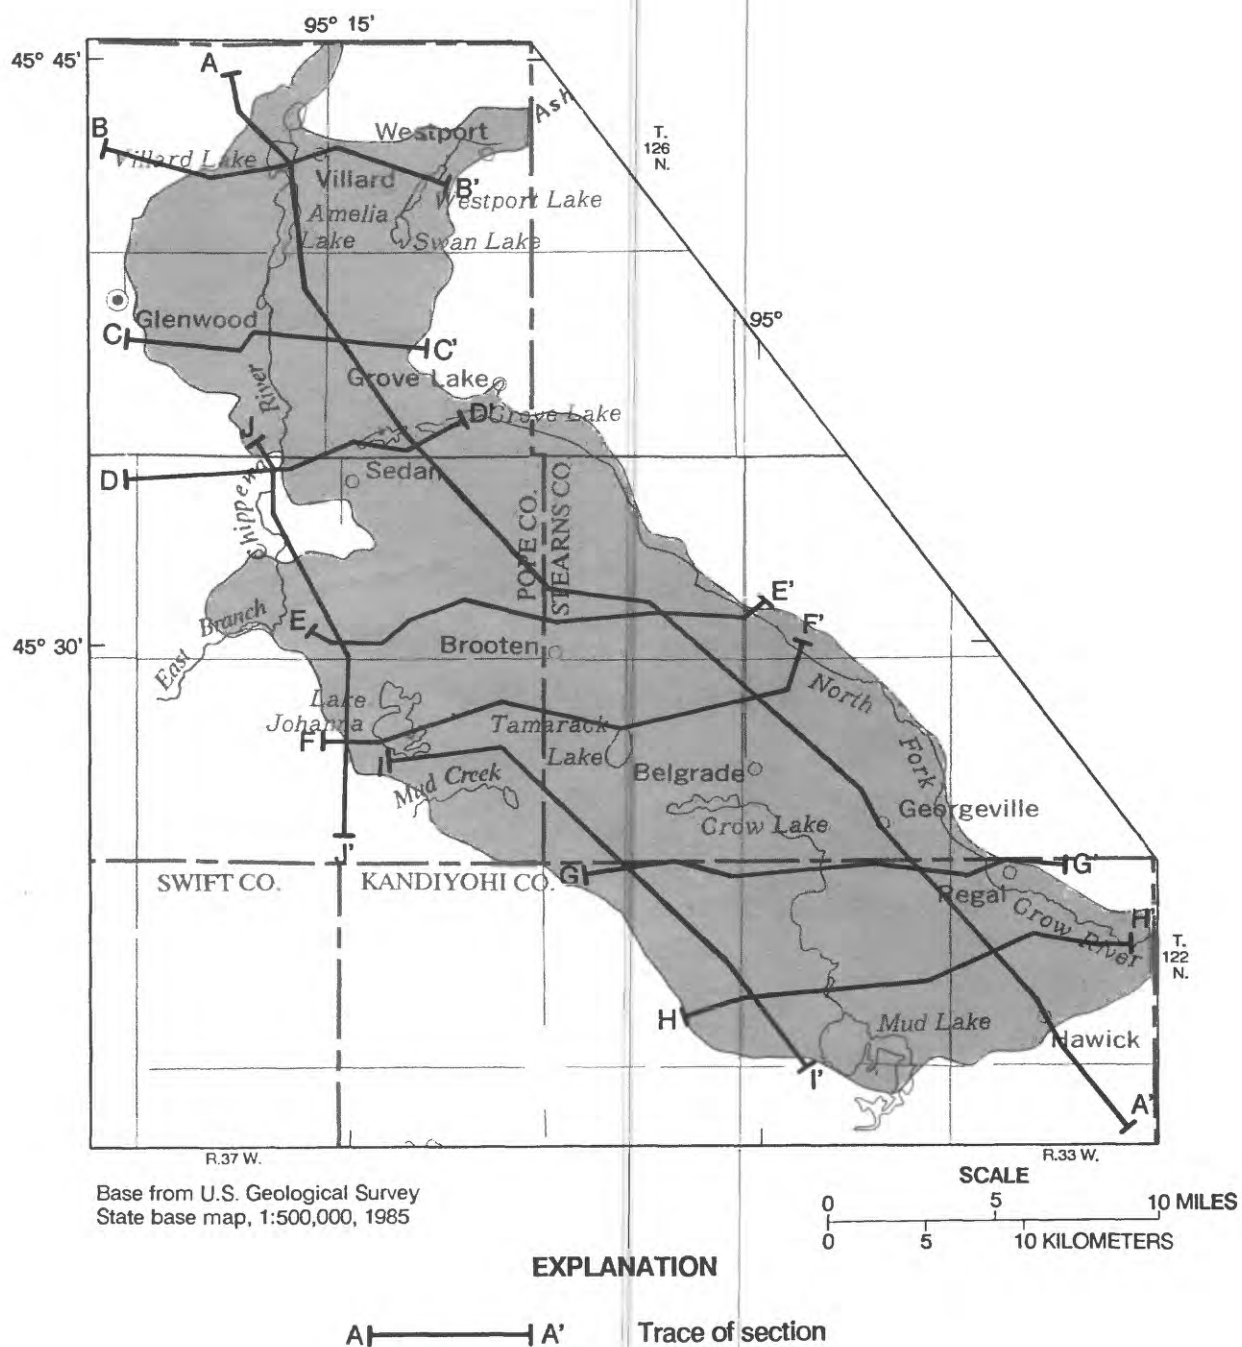 95° 15'
45° 45'
A
Ash
B
Westport
T.
126
N.
Villard Lake
Villard
B'
Westport Lake
Amelia
Lake
Swan Lake
Glenwood
95°
C
C'
River
Grove Lake
D'
Grove Lake
J
D
Sedan
Chippewa
POPE CO.
STEARNS CO.
E'
F'
East Branch
E
45° 30'
Brooten
North
Lake
Johanna
Tamarack
Lake
F
I
Fork
Belgrade
Mud Creek
Georgeville
Crow Lake
J'
SWIFT CO.
KANDIYOHI CO.
G
G'
Regal
Crow River
H'
T.
122
N.
H
Mud Lake
Hawick
I'
A'
R.37 W.
R.33 W.
Base from U.S. Geological Survey
State base map, 1:500,000, 1985
SCALE
0 5 10 MILES
0 5 10 KILOMETERS
EXPLANATION
A A' Trace of section